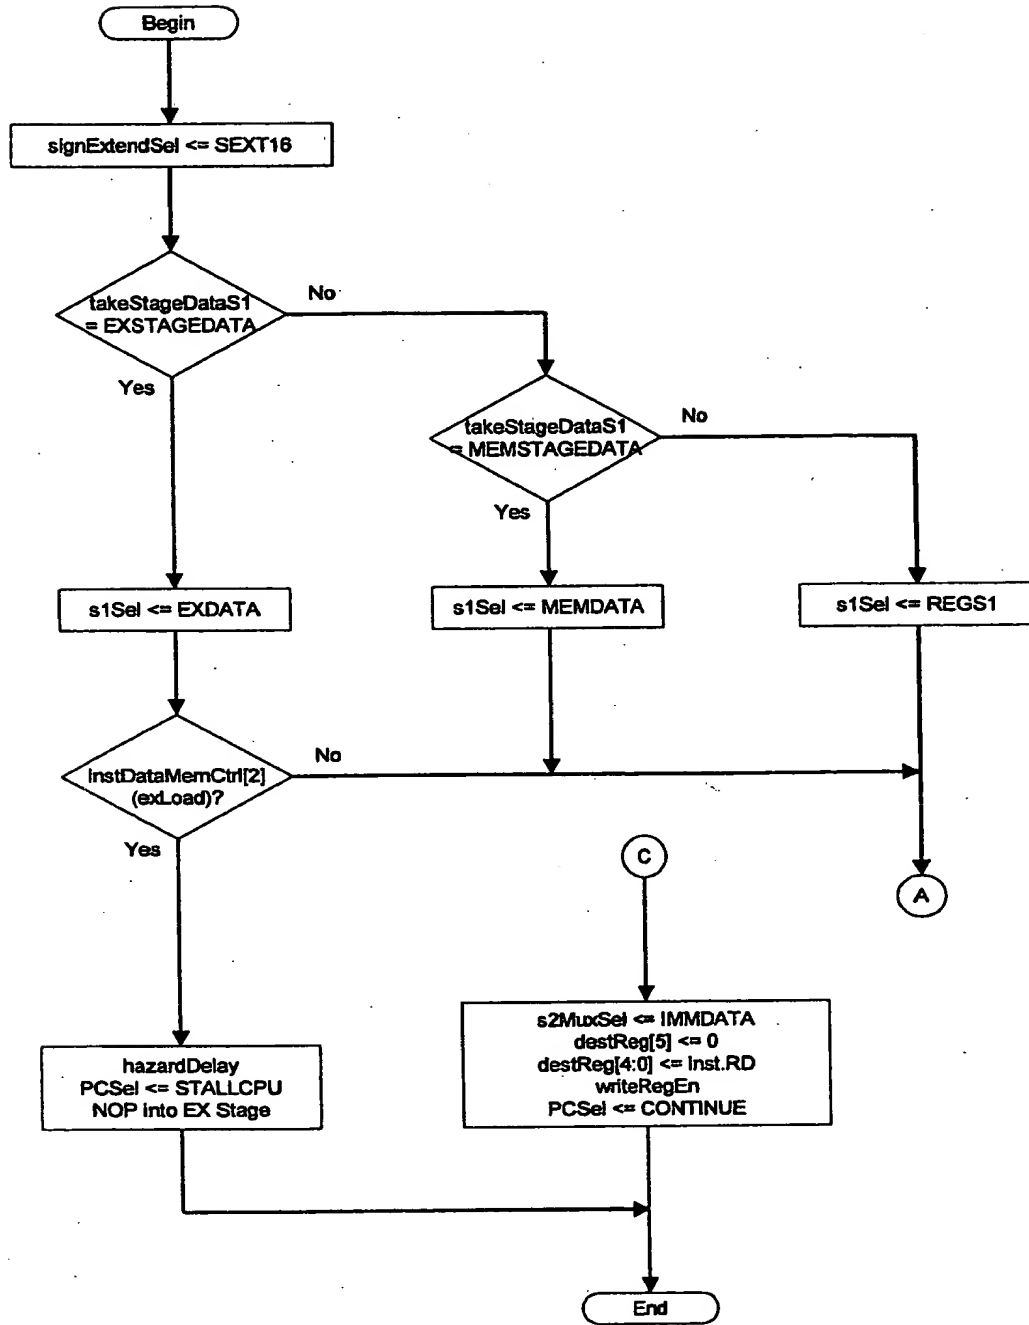 Begin
signExtendSel <= SEXT16
takeStageDataS1
= EXSTAGEDATA
No
Yes
takeStageDataS1
= MEMSTAGEDATA
No
Yes
s1Sel <= EXDATA
s1Sel <= MEMDATA
s1Sel <= REGS1
instDataMemCtrl[2]
(exLoad)?
No
Yes
C
A
s2MuxSel <= IMMDATA
destReg[5] <= 0
destReg[4:0] <= inst.RD
writeRegEn
PCSel <= CONTINUE
hazardDelay
PCSel <= STALLCPU
NOP into EX Stage
End